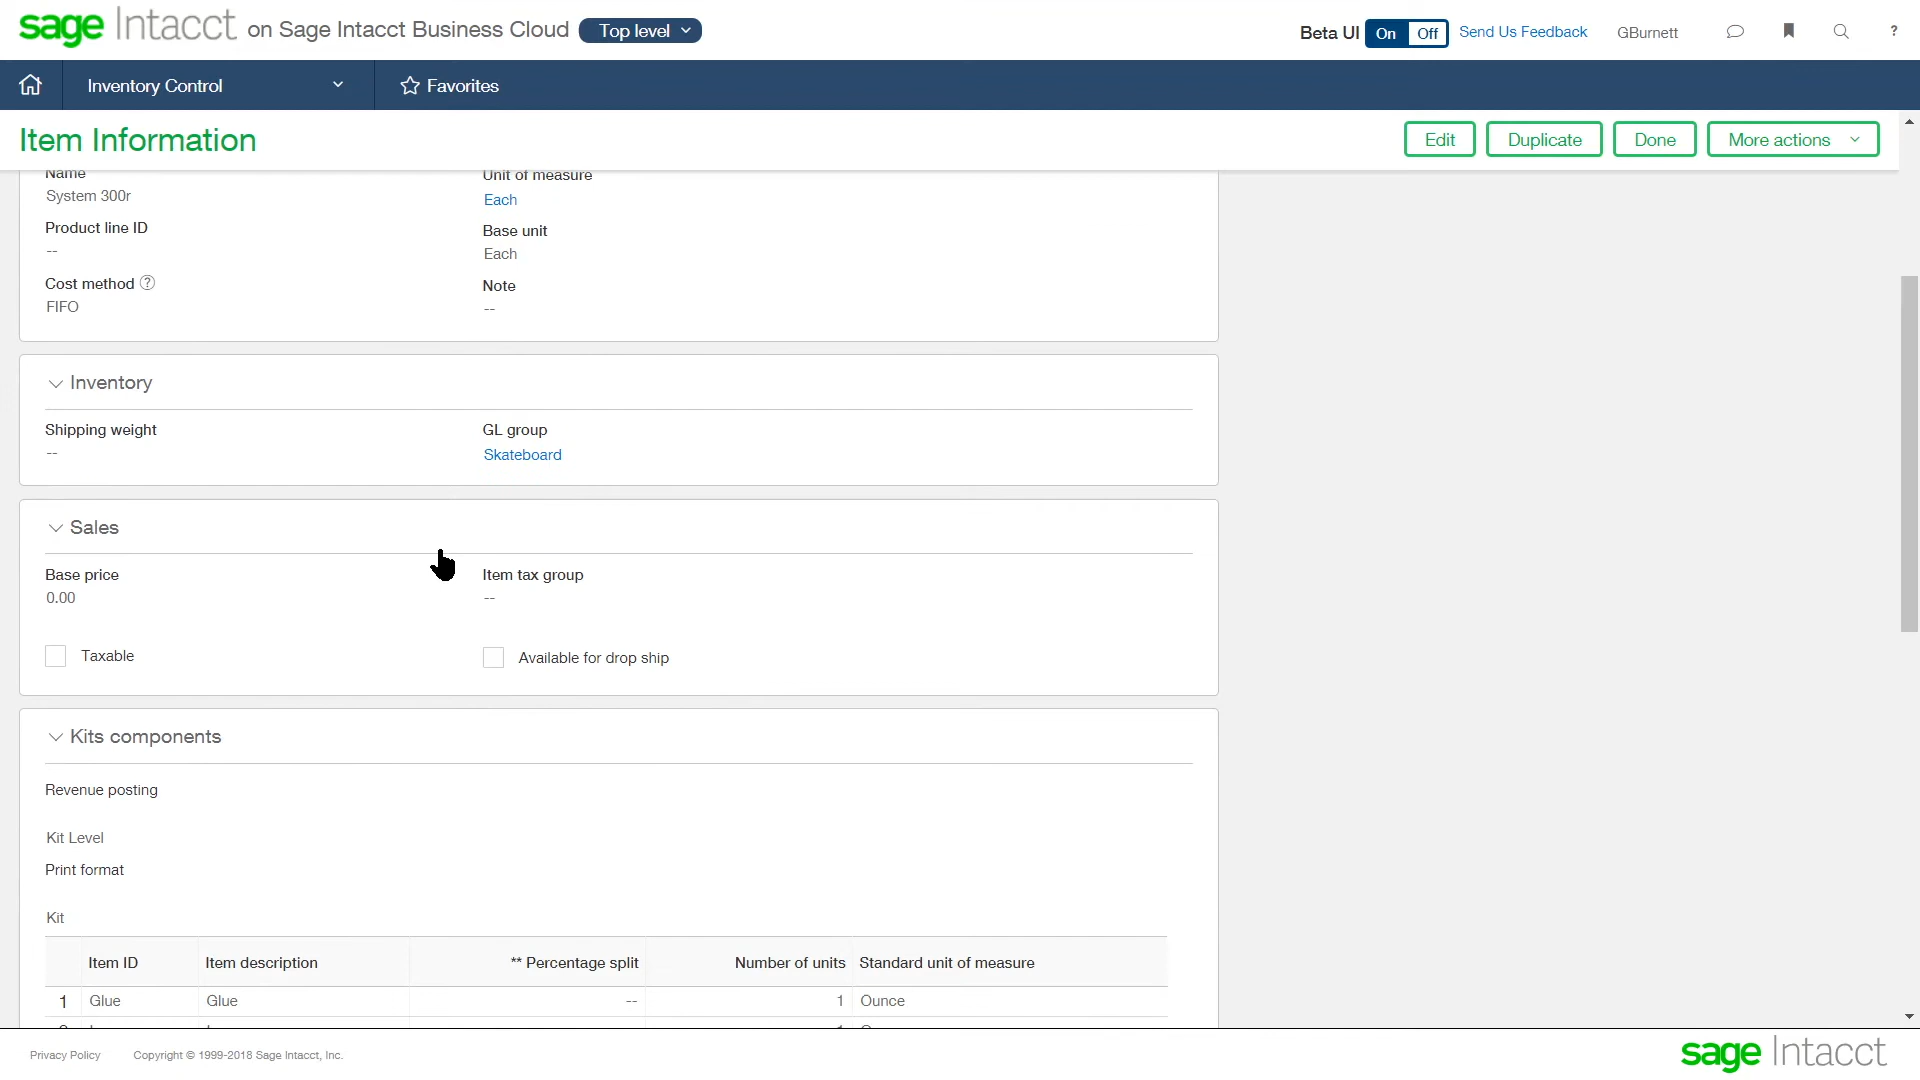 sage Intacct on Sage Intacct Business Cloud Top level
Beta UI On Off Send Us Feedback GBurnett ?
Inventory Control Favorites
Item Information
Edit Duplicate Done More actions
Name Unit of measure
System 300r Each
Product line ID Base unit
-- Each
Cost method ? Note
FIFO --
Inventory
Shipping weight GL group
-- Skateboard
Sales
Base price Item tax group
0.00 --
Taxable Available for drop ship
Kits components
Revenue posting
Kit Level
Print format
Kit
Item ID Item description ** Percentage split Number of units Standard unit of measure
1 Glue Glue -- 1 Ounce
Privacy Policy Copyright © 1999-2018 Sage Intacct, Inc. sage Intacct